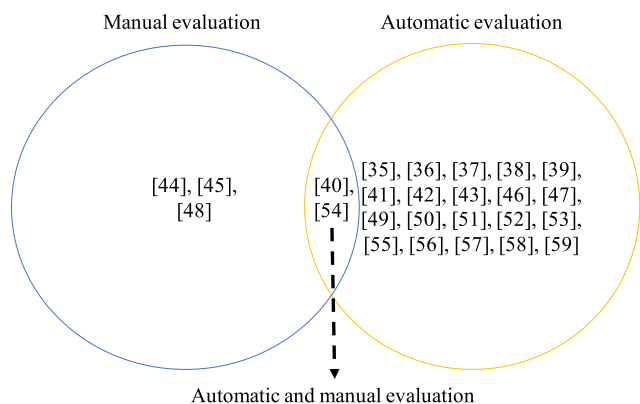 Manual evaluation
Automatic evaluation
[44], [45],
[48]
[40],
[54]
[35], [36], [37], [38], [39],
[41], [42], [43], [46], [47],
[49], [50], [51], [52], [53],
[55], [56], [57], [58], [59]
Automatic and manual evaluation